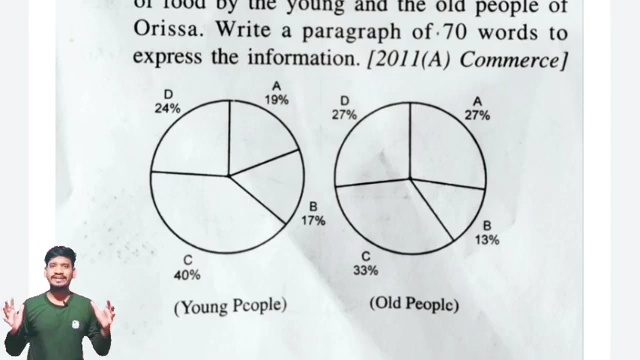 of food by the young and the old people of
Orissa. Write a paragraph of 70 words to
express the information. [2011(A) Commerce]
D
24%
A
19%
B
17%
C
40%
(Young People)
D
27%
A
27%
B
13%
C
33%
(Old People)